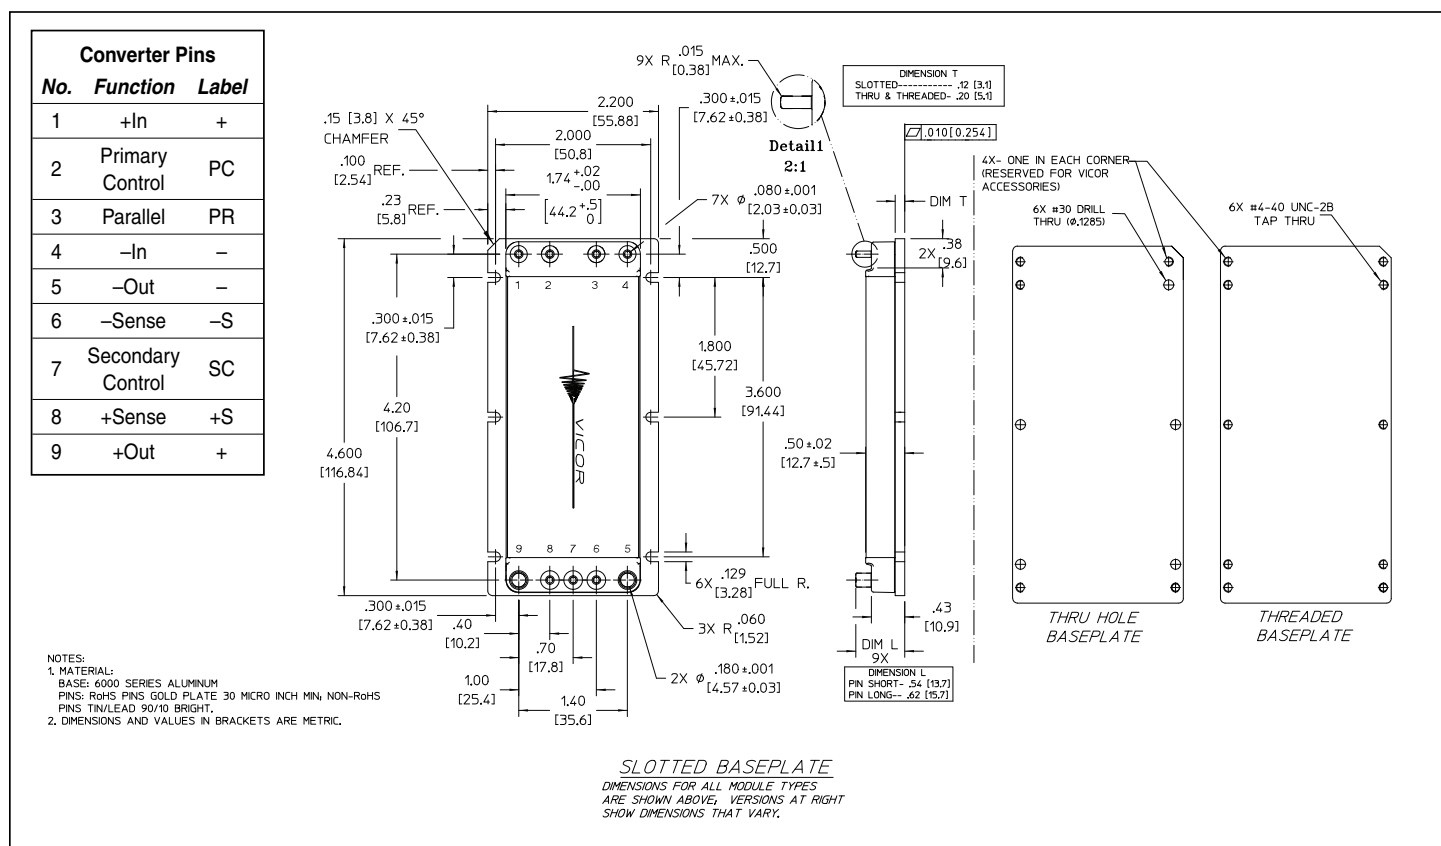 Converter Pins
No. Function Label
1 +In +
2 Primary Control PC
3 Parallel PR
4 –In –
5 –Out –
6 –Sense –S
7 Secondary Control SC
8 +Sense +S
9 +Out +
.15 [3.8] X 45°
CHAMFER
.100
[2.54] REF.
.23
[5.8] REF.
2.200
[55.88]
2.000
[50.8]
1.74 +.02 -.00
[44.2 +.5 0]
.300±.015
[7.62±0.38]
9X R .015 [0.38] MAX.
Detail1
2:1
7X ⌀ .080±.001
[2.03±0.03]
.500
[12.7]
1 2 3 4
.300±.015
[7.62±0.38]
1.800
[45.72]
3.600
[91.44]
4.20
[106.7]
4.600
[116.84]
VICOR
9 8 7 6 5
6X .129 [3.28] FULL R.
.300±.015
[7.62±0.38]
.40
[10.2]
.70
[17.8]
1.00
[25.4]
1.40
[35.6]
3X R .060
[1.52]
2X ⌀ .180±.001
[4.57±0.03]
DIMENSION T
SLOTTED----------- .12 [3.1]
THRU & THREADED- .20 [5.1]
⏥ .010[0.254]
DIM T
2X .38
[9.6]
.50±.02
[12.7±.5]
.43
[10.9]
DIM L
9X
DIMENSION L
PIN SHORT- .54 [13.7]
PIN LONG-- .62 [15.7]
4X- ONE IN EACH CORNER
(RESERVED FOR VICOR
ACCESSORIES)
6X #30 DRILL
THRU (⌀.1285)
6X #4-40 UNC-2B
TAP THRU
THRU HOLE
BASEPLATE
THREADED
BASEPLATE
NOTES:
1. MATERIAL:
BASE: 6000 SERIES ALUMINUM
PINS: RoHS PINS GOLD PLATE 30 MICRO INCH MIN; NON-RoHS
PINS TIN/LEAD 90/10 BRIGHT.
2. DIMENSIONS AND VALUES IN BRACKETS ARE METRIC.
SLOTTED BASEPLATE
DIMENSIONS FOR ALL MODULE TYPES
ARE SHOWN ABOVE, VERSIONS AT RIGHT
SHOW DIMENSIONS THAT VARY.